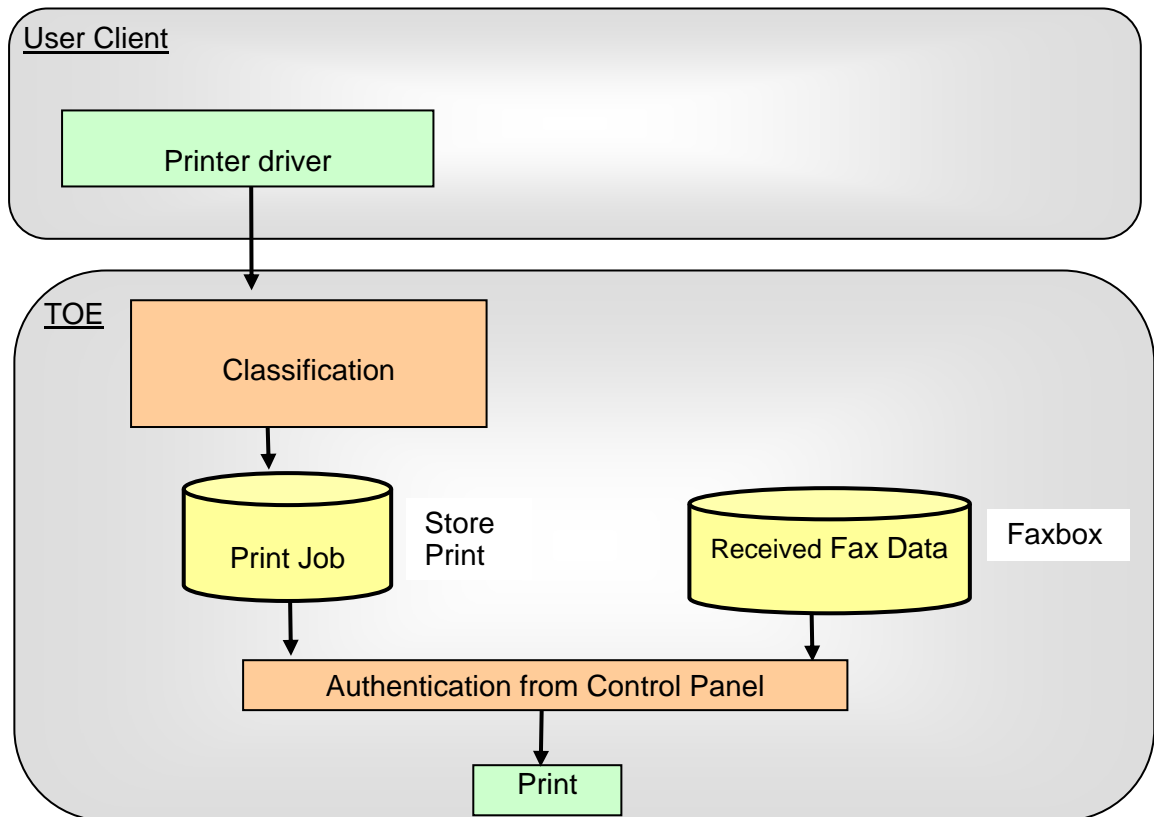 User Client
Printer driver
TOE
Classification
Print Job
Store
Print
Received Fax Data
Faxbox
Authentication from Control Panel
Print